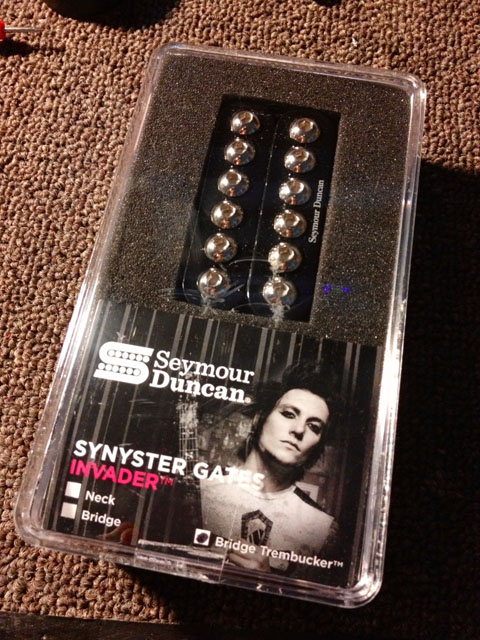 Seymour Duncan
Seymour
Duncan®
SYNYSTER GATES
INVADER™
Neck
Bridge
Bridge Trembucker™